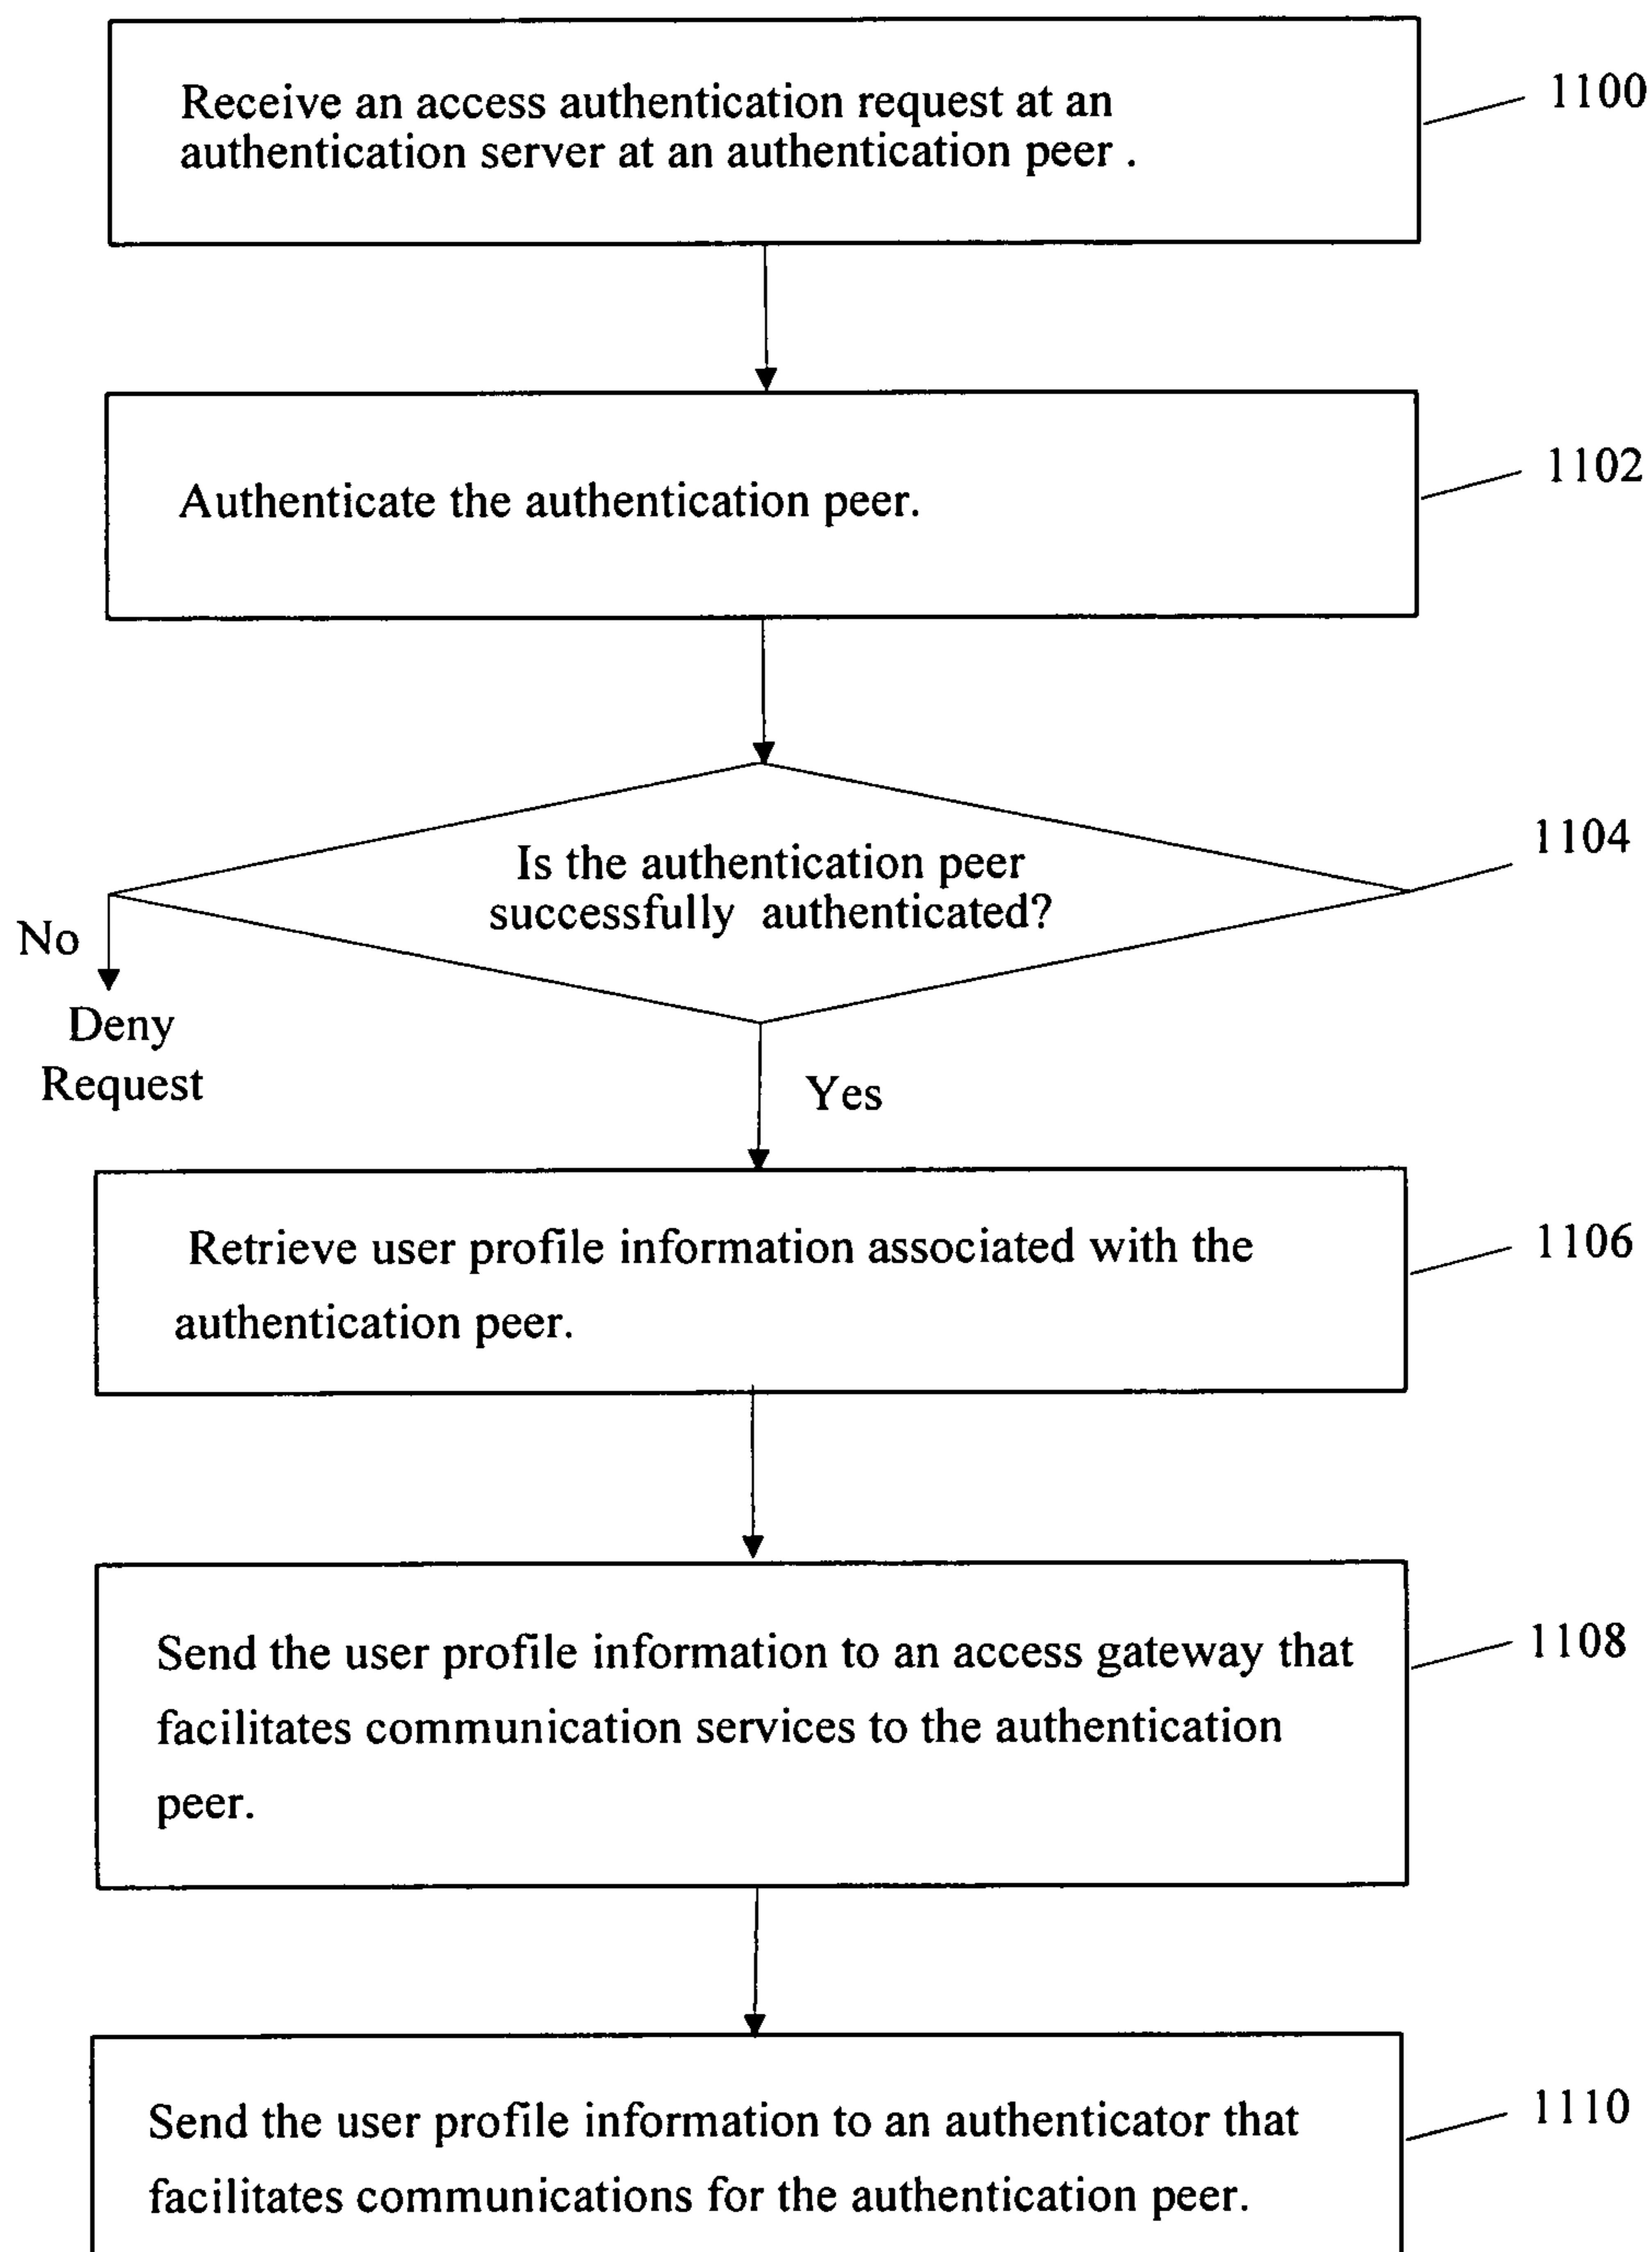 Receive an access authentication request at an
authentication server at an authentication peer .
1100
Authenticate the authentication peer.
1102
Is the authentication peer
successfully authenticated?
1104
No
Deny
Request
Yes
Retrieve user profile information associated with the
authentication peer.
1106
Send the user profile information to an access gateway that
facilitates communication services to the authentication
peer.
1108
Send the user profile information to an authenticator that
facilitates communications for the authentication peer.
1110